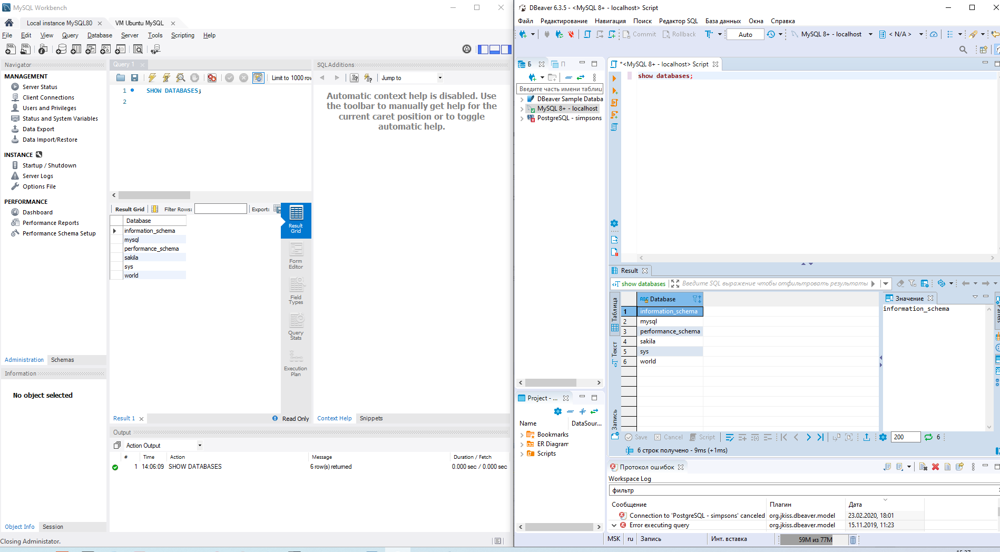 MySQL Workbench
Local instance MySQL80
VM Ubuntu MySQL
File Edit View Query Database Server Tools Scripting Help
Navigator
MANAGEMENT
Server Status
Client Connections
Users and Privileges
Status and System Variables
Data Export
Data Import/Restore
INSTANCE
Startup / Shutdown
Server Logs
Options File
PERFORMANCE
Dashboard
Performance Reports
Performance Schema Setup
Administration Schemas
Information
No object selected
Object Info Session
Closing Administator.
Query 1
Limit to 1000 rov
1 SHOW DATABASES;
2
Result Grid Filter Rows: Export:
Database
information_schema
mysql
performance_schema
sakila
sys
world
Result Grid
Form Editor
Field Types
Query Stats
Execution Plan
Result 1
Read Only
SQLAdditions
Jump to
Automatic context help is disabled. Use
the toolbar to manually get help for the
current caret position or to toggle
automatic help.
Context Help Snippets
Output
Action Output
# Time Action Message Duration / Fetch
1 14:06:09 SHOW DATABASES 6 row(s) returned 0.000 sec / 0.000 sec
DBeaver 6.3.5 - <MySQL 8+ - localhost> Script
Файл Редактирование Навигация Поиск Редактор SQL База данных Окна Справка
Commit Rollback Auto MySQL 8+ - localhost < N/A >
Б П
Введите часть имени таблиц
DBeaver Sample Databa
MySQL 8+ - localhost
PostgreSQL - simpsons
Project - ...
Name DataSour...
Bookmarks
ER Diagram
Scripts
*<MySQL 8+ - localhost> Script
show databases;
Result
show databases Введите SQL выражение чтобы отфильтровать результаты
Таблица
Текст
Запись
ABC Database
1 information_schema
2 mysql
3 performance_schema
4 sakila
5 sys
6 world
Значение
information_schema
Panels
Save Cancel Script 200 6
6 строк получено - 9ms (+1ms)
Протокол ошибок
Workspace Log
фильтр
Сообщение Плагин Дата
Connection to 'PostgreSQL - simpsons' canceled org.jkiss.dbeaver.model 23.02.2020, 18:01
Error executing query org.jkiss.dbeaver.model 15.11.2019, 11:23
MSK ru Запись Инт. вставка 59M из 77M